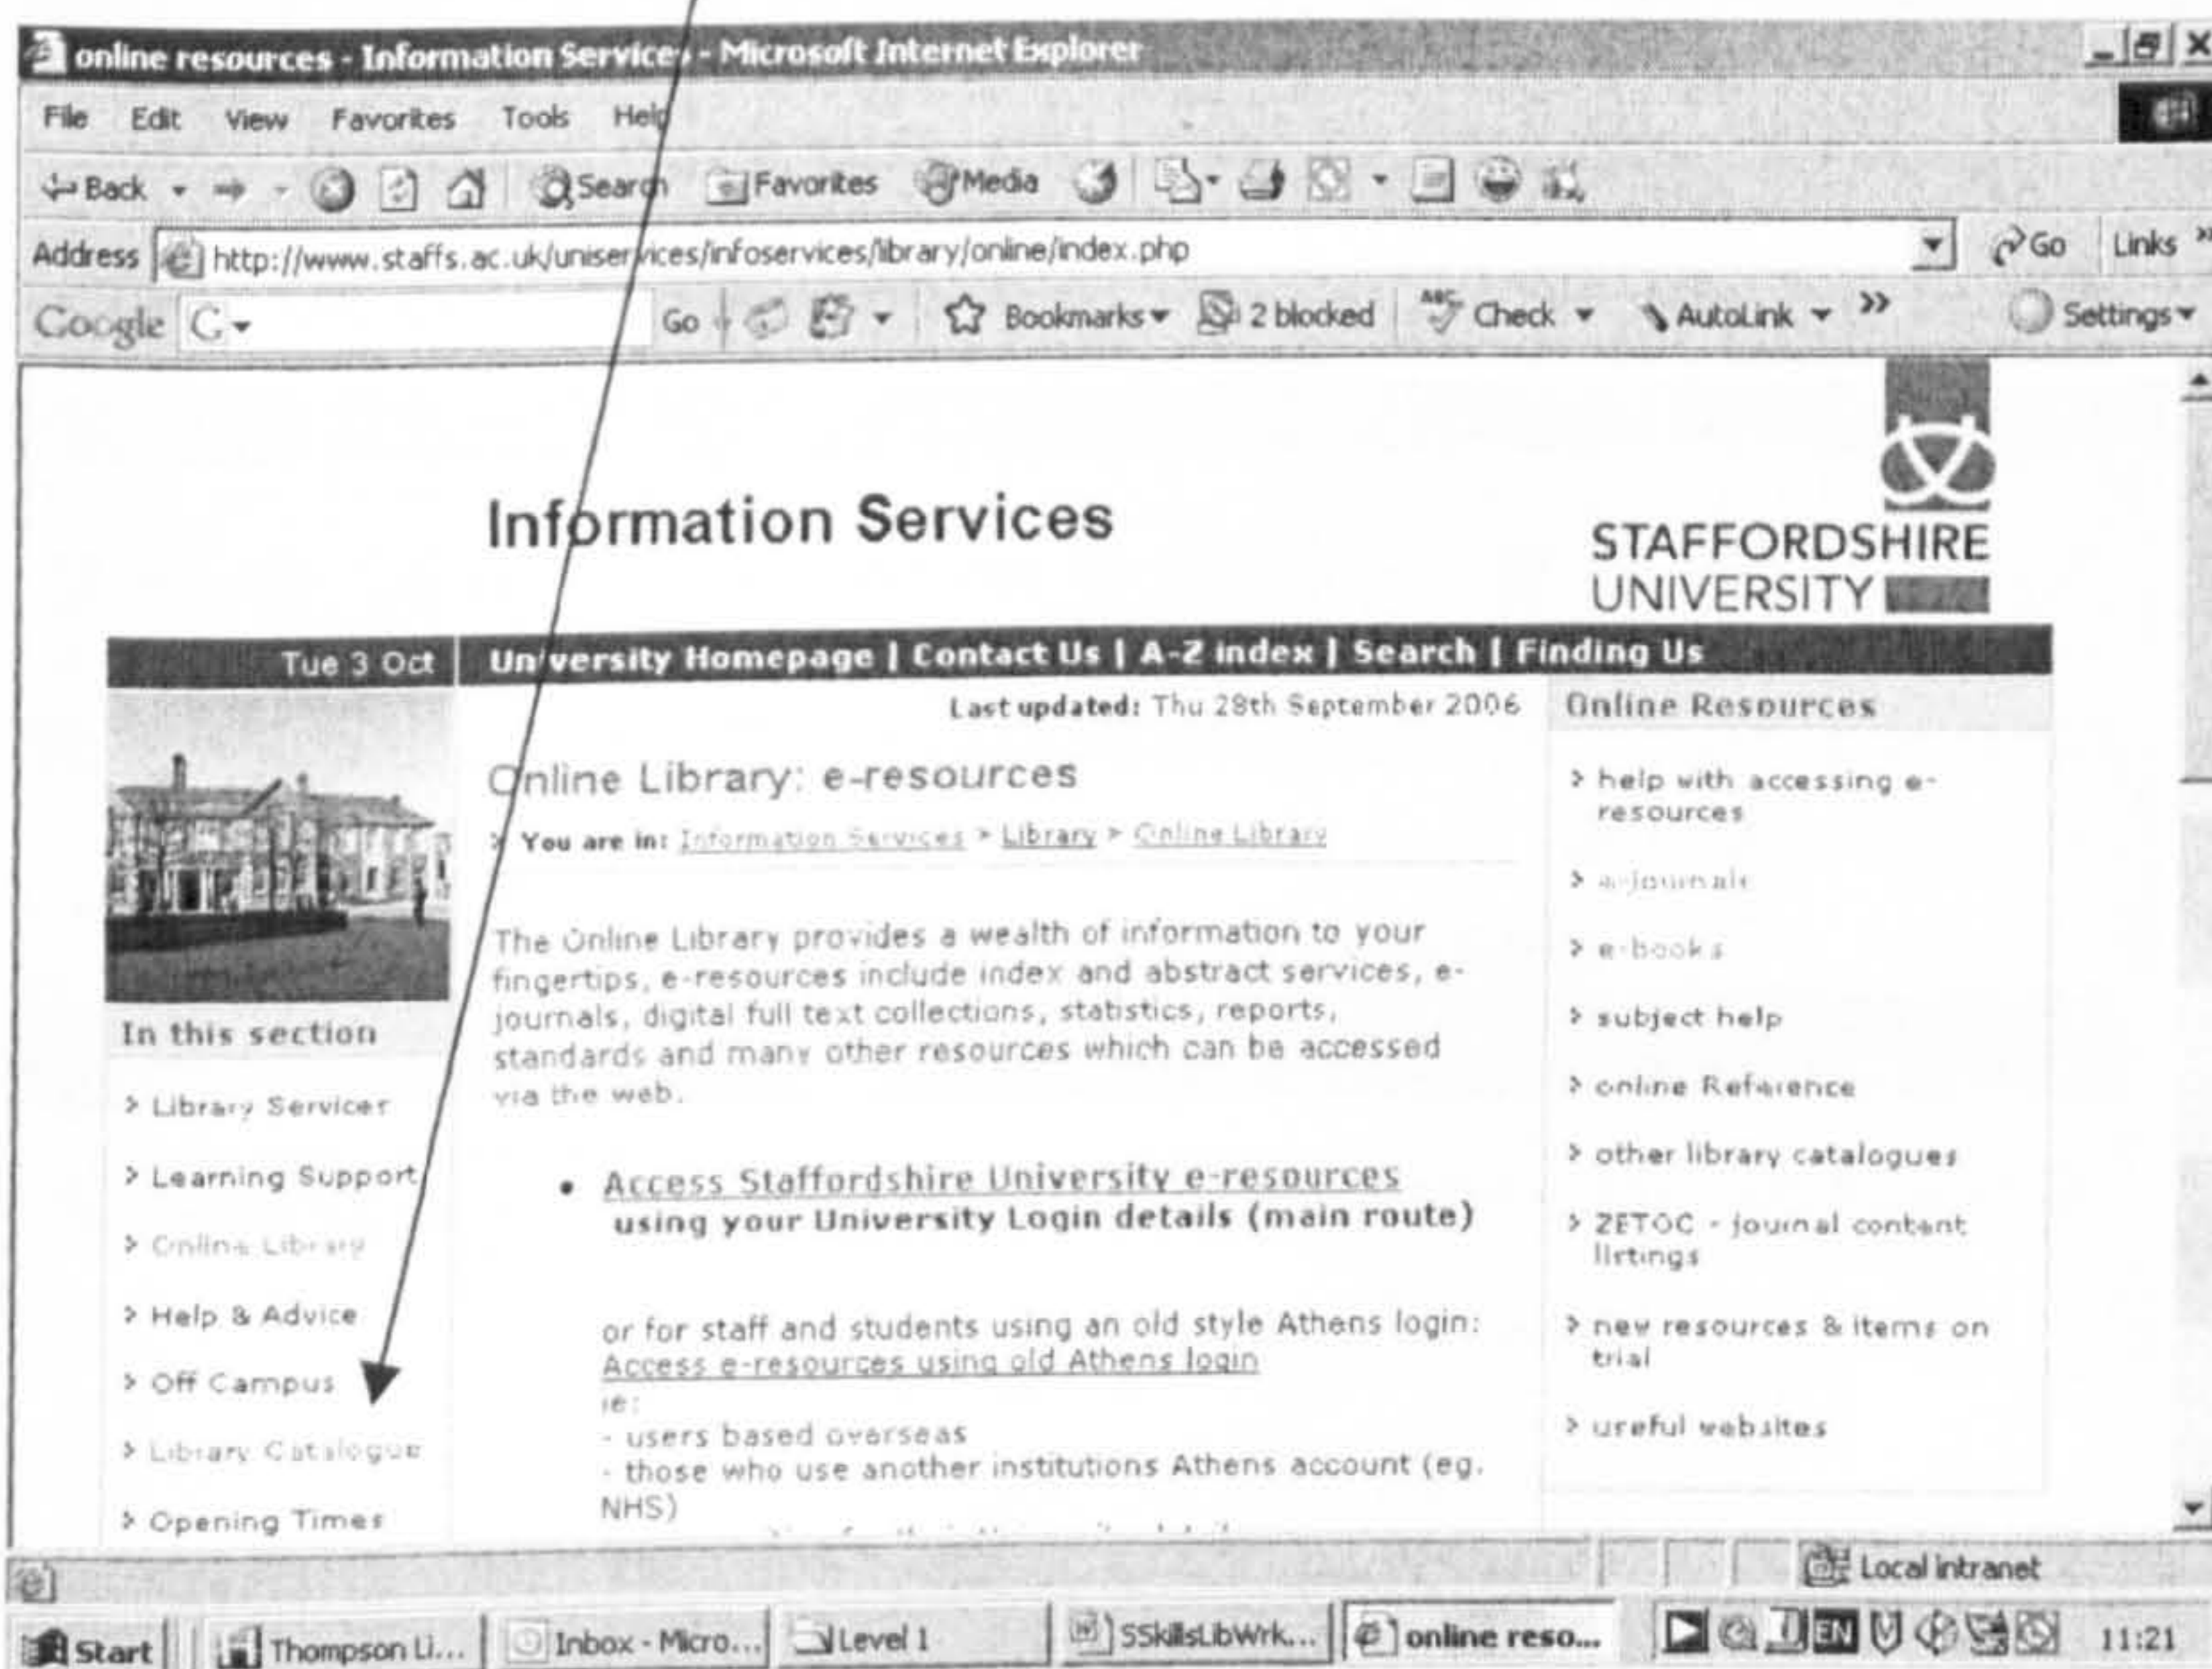 online resources - Information Services - Microsoft Internet Explorer
File Edit View Favorites Tools Help
Back Search Favorites Media
Address http://www.staffs.ac.uk/uniservices/infoservices/library/online/index.php Go Links »
Google G Go Bookmarks 2 blocked ABC Check AutoLink » Settings
Information Services
STAFFORDSHIRE
UNIVERSITY
Tue 3 Oct University Homepage | Contact Us | A-Z index | Search | Finding Us
Last updated: Thu 28th September 2006
Online Library: e-resources
You are in: Information Services > Library > Online Library
The Online Library provides a wealth of information to your
fingertips, e-resources include index and abstract services, e-
journals, digital full text collections, statistics, reports,
standards and many other resources which can be accessed
via the web.
• Access Staffordshire University e-resources
using your University Login details (main route)
or for staff and students using an old style Athens login:
Access e-resources using old Athens login
ie:
- users based overseas
- those who use another institutions Athens account (eg.
NHS)
In this section
> Library Services
> Learning Support
> Online Library
> Help & Advice
> Off Campus
> Library Catalogue
> Opening Times
Online Resources
> help with accessing e-
resources
> e-journals
> e-books
> subject help
> online Reference
> other library catalogues
> ZETOC - journal content
listings
> new resources & items on
trial
> useful websites
Local intranet
Start Thompson Li... Inbox - Micro... Level 1 SSkillsLibWrk... online reso... EN 11:21